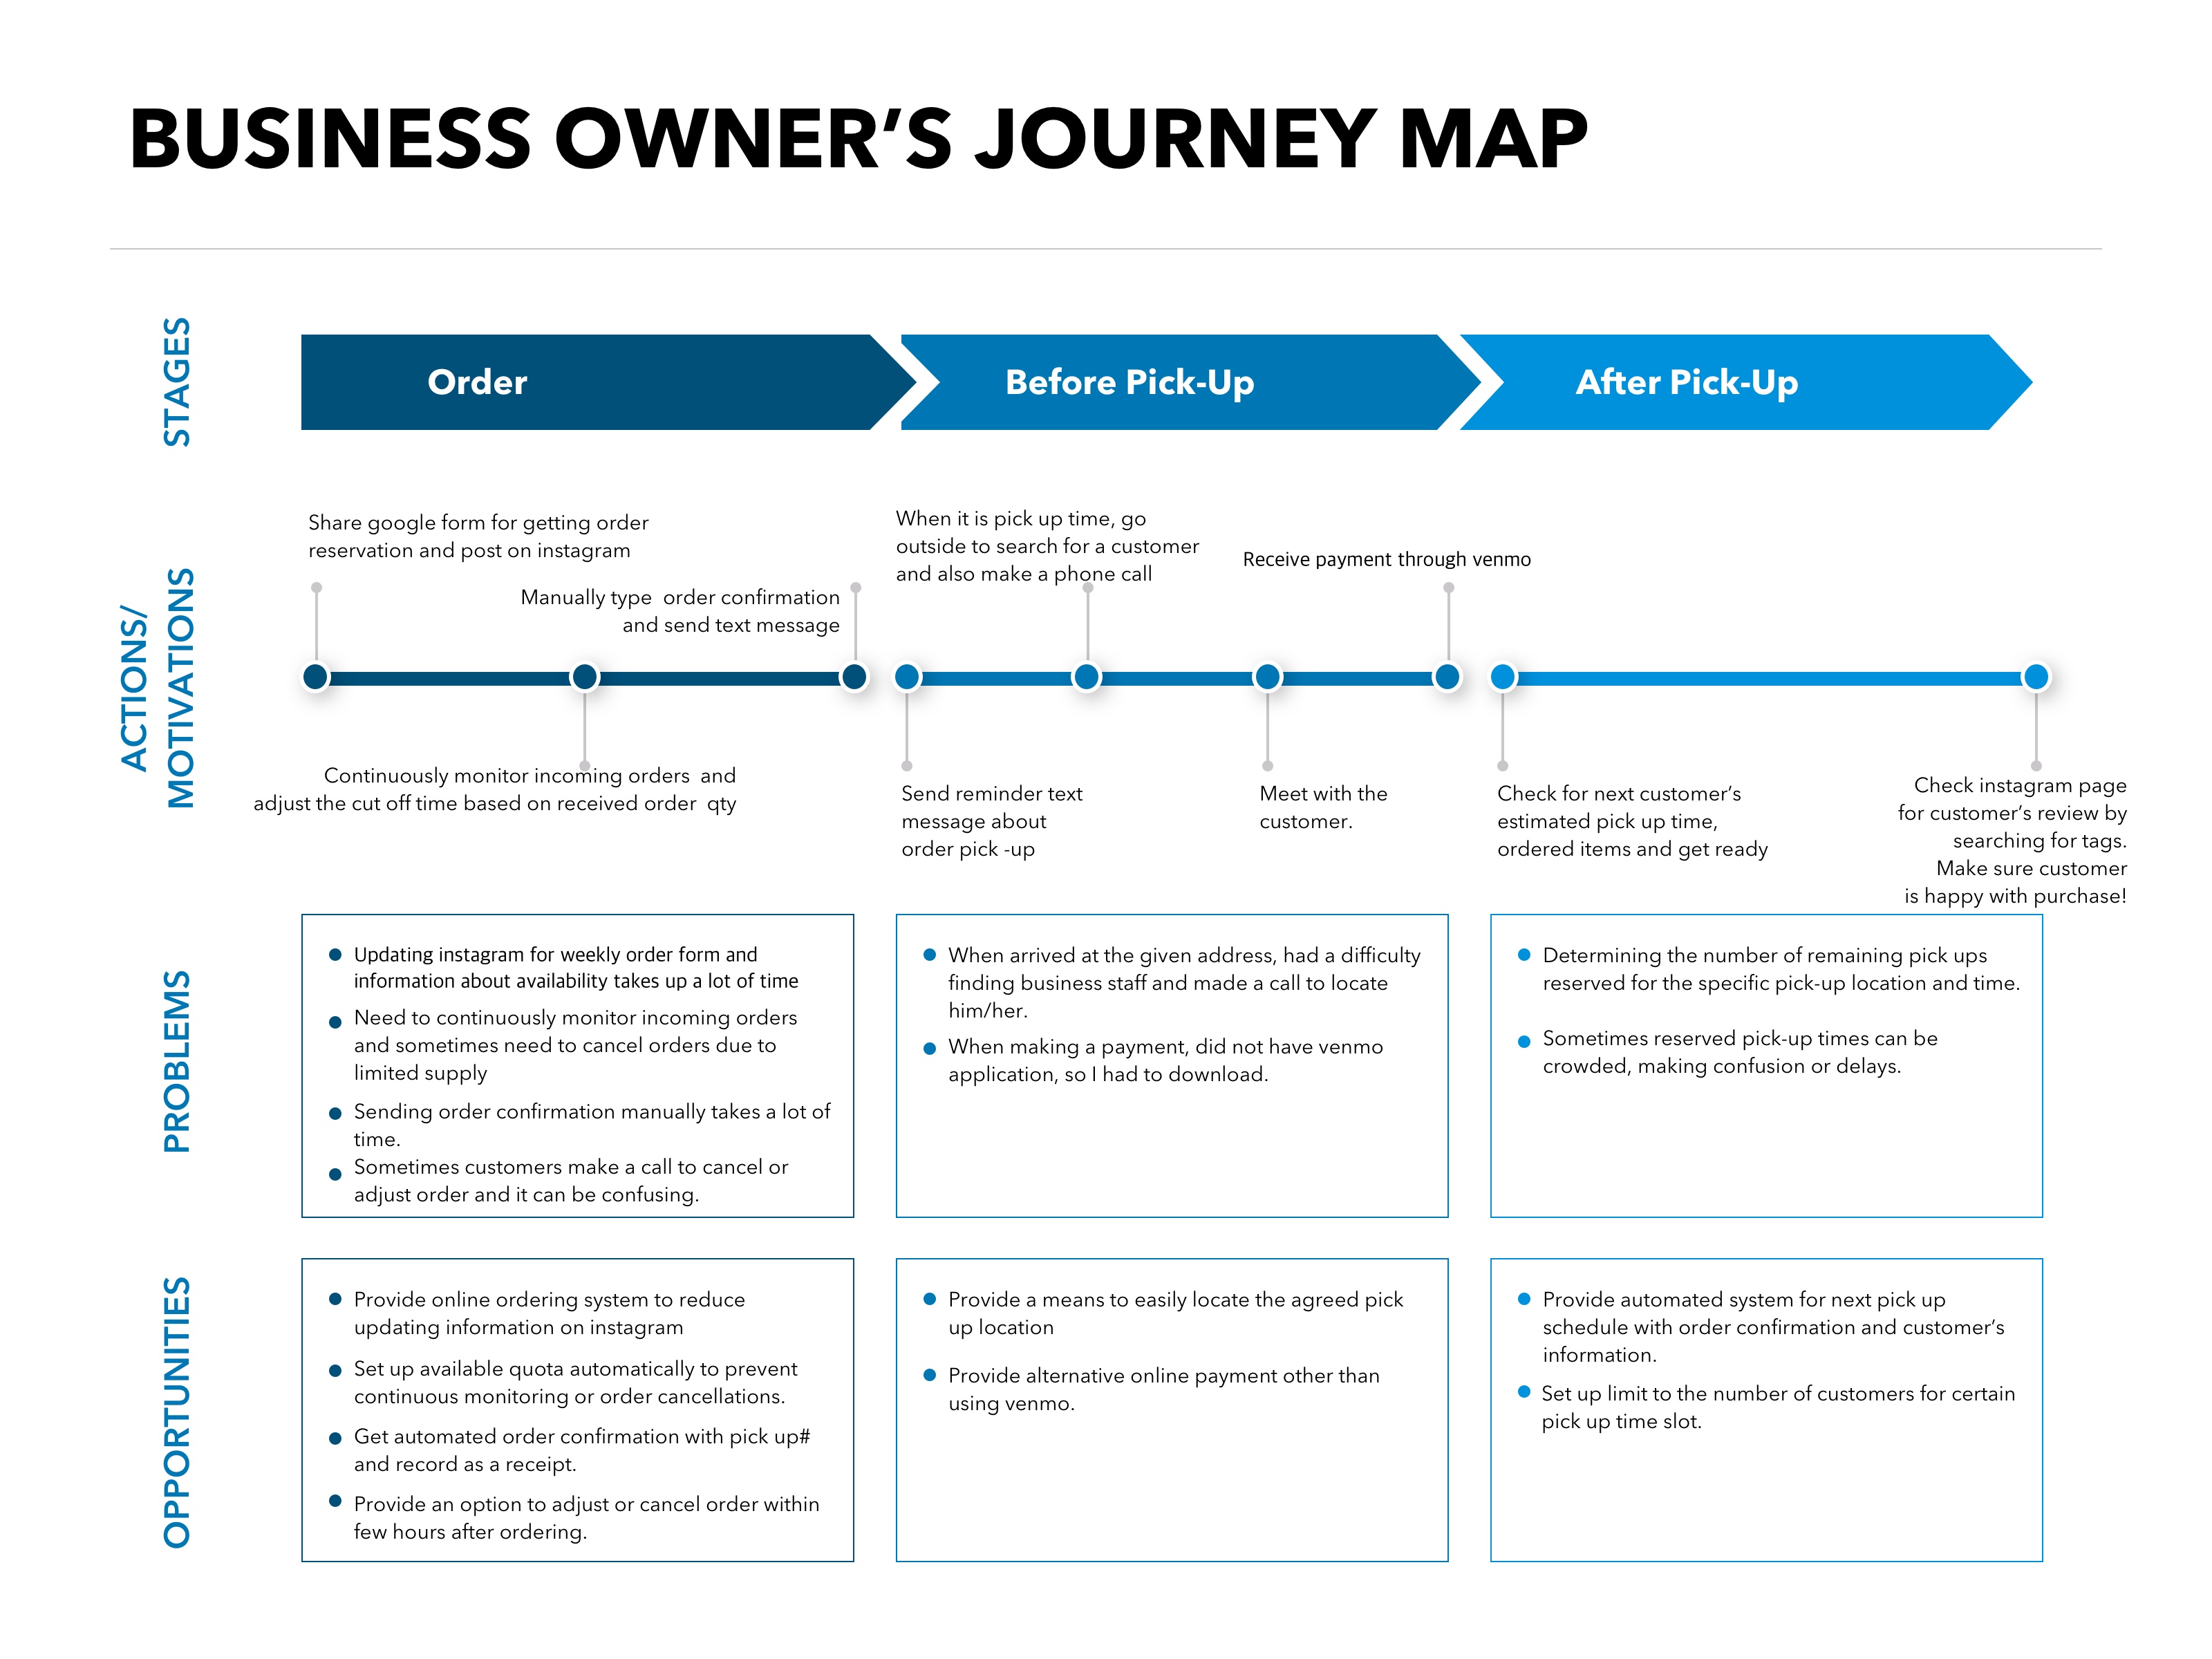 BUSINESS OWNER’S JOURNEY MAP
STAGES
Order
Before Pick-Up
After Pick-Up
ACTIONS/
MOTIVATIONS
Share google form for getting order
reservation and post on instagram
Manually type  order confirmation
and send text message
Continuously monitor incoming orders  and
adjust the cut off time based on received order  qty
When it is pick up time, go
outside to search for a customer
and also make a phone call
Receive payment through venmo
Send reminder text
message about
order pick -up
Meet with the
customer.
Check for next customer’s
estimated pick up time,
ordered items and get ready
Check instagram page
for customer’s review by
searching for tags.
Make sure customer
is happy with purchase!
PROBLEMS
Updating instagram for weekly order form and
information about availability takes up a lot of time
Need to continuously monitor incoming orders
and sometimes need to cancel orders due to
limited supply
Sending order confirmation manually takes a lot of
time.
Sometimes customers make a call to cancel or
adjust order and it can be confusing.
When arrived at the given address, had a difficulty
finding business staff and made a call to locate
him/her.
When making a payment, did not have venmo
application, so I had to download.
Determining the number of remaining pick ups
reserved for the specific pick-up location and time.
Sometimes reserved pick-up times can be
crowded, making confusion or delays.
OPPORTUNITIES
Provide online ordering system to reduce
updating information on instagram
Set up available quota automatically to prevent
continuous monitoring or order cancellations.
Get automated order confirmation with pick up#
and record as a receipt.
Provide an option to adjust or cancel order within
few hours after ordering.
Provide a means to easily locate the agreed pick
up location
Provide alternative online payment other than
using venmo.
Provide automated system for next pick up
schedule with order confirmation and customer’s
information.
Set up limit to the number of customers for certain
pick up time slot.